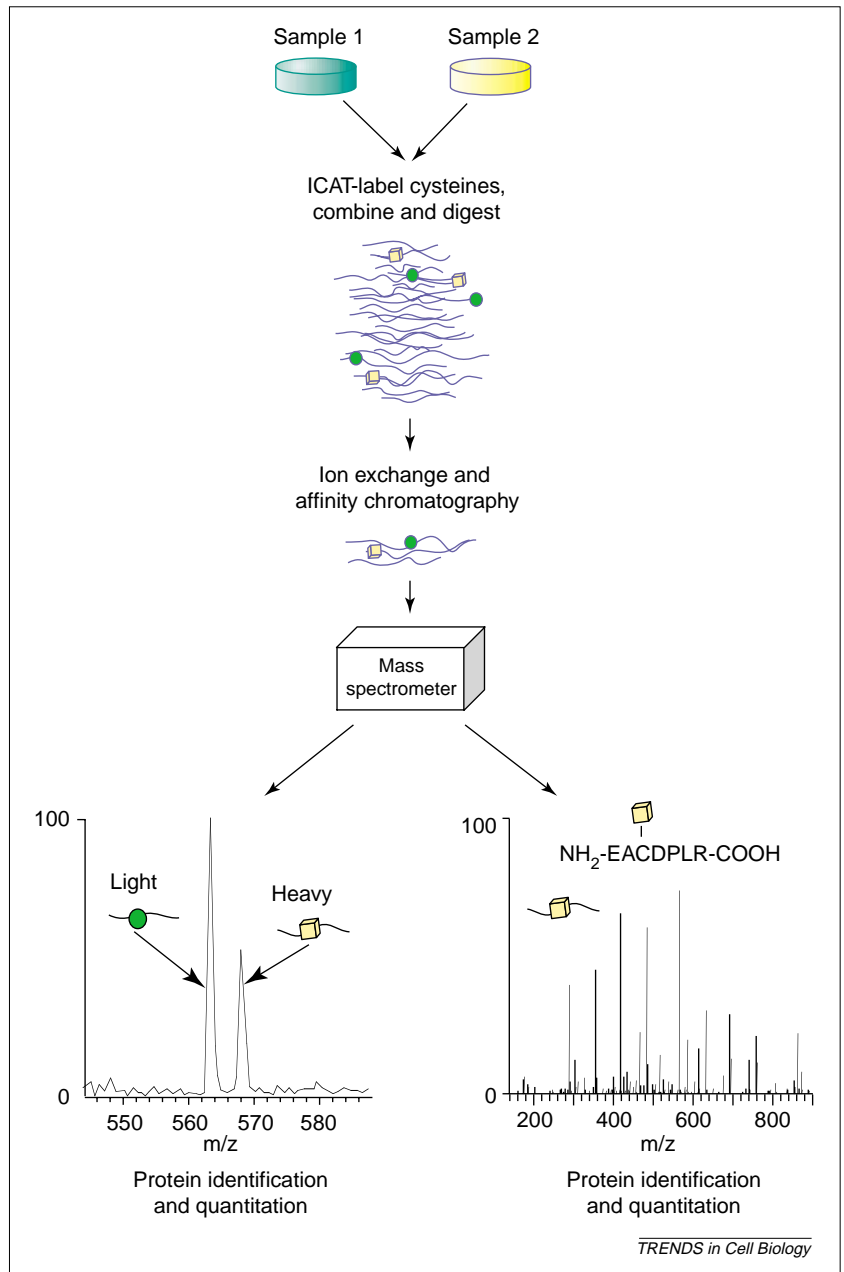 Sample 1
Sample 2
ICAT-label cysteines,
combine and digest
Ion exchange and
affinity chromatography
Mass
spectrometer
100
Light
Heavy
0
550 560 570 580
m/z
Protein identification
and quantitation
100
NH2-EACDPLR-COOH
0
200 400 600 800
m/z
Protein identification
and quantitation
TRENDS in Cell Biology